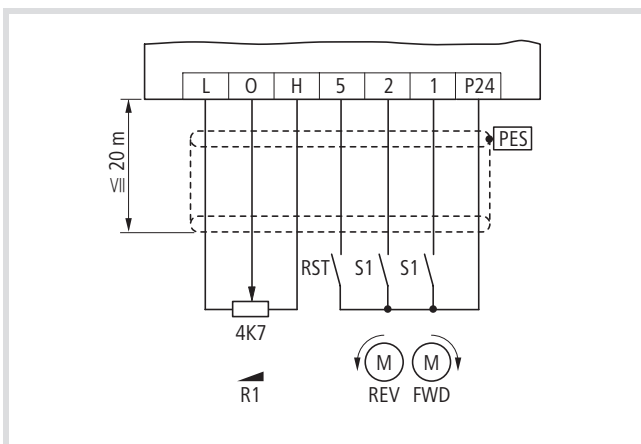 L O H 5 2 1 P24
PES
≦ 20 m
RST S1 S1
4K7
M M
R1 REV FWD